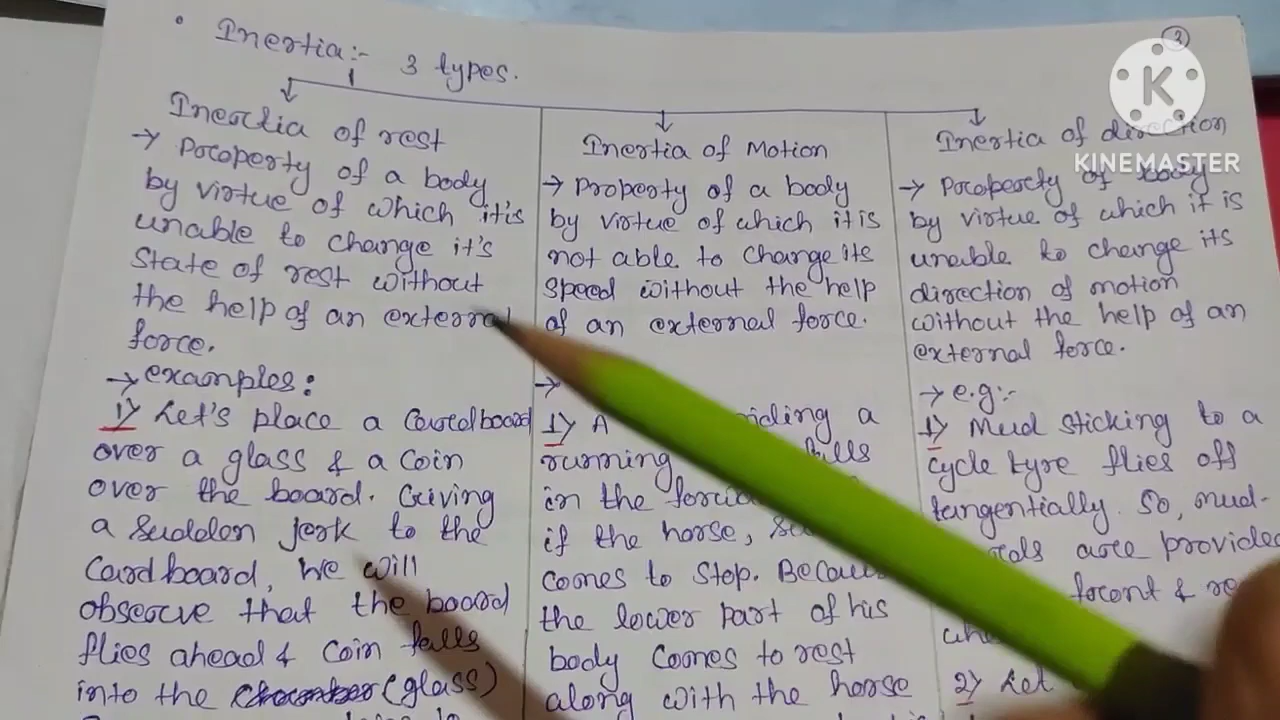 • Inertia:- 3 types.
3
K
KINEMASTER
Inertia of rest
→ Property of a body
by virtue of which it's
unable to change it's
State of rest without
the help of an external
force.
→ examples:
1) Let's place a Cardboard
over a glass & a coin
over the board. Giving
a sudden jerk to the
cardboard, we will
observe that the board
flies ahead & coin falls
into the (glass)
Inertia of Motion
→ Property of a body
by virtue of which it is
not able to change its
speed without the help
of an external force.
→
1) A riding a
running falls
in the
if the horse,
comes to stop. Because
the lower part of his
body comes to rest
along with the horse
Inertia of direction
→ Property of body
by virtue of which it is
unable to change its
direction of motion
without the help of an
external force.
→ e.g:-
1) Mud sticking to a
cycle tyre flies off
tangentially. So, mud-
are provided
front &
2) Let